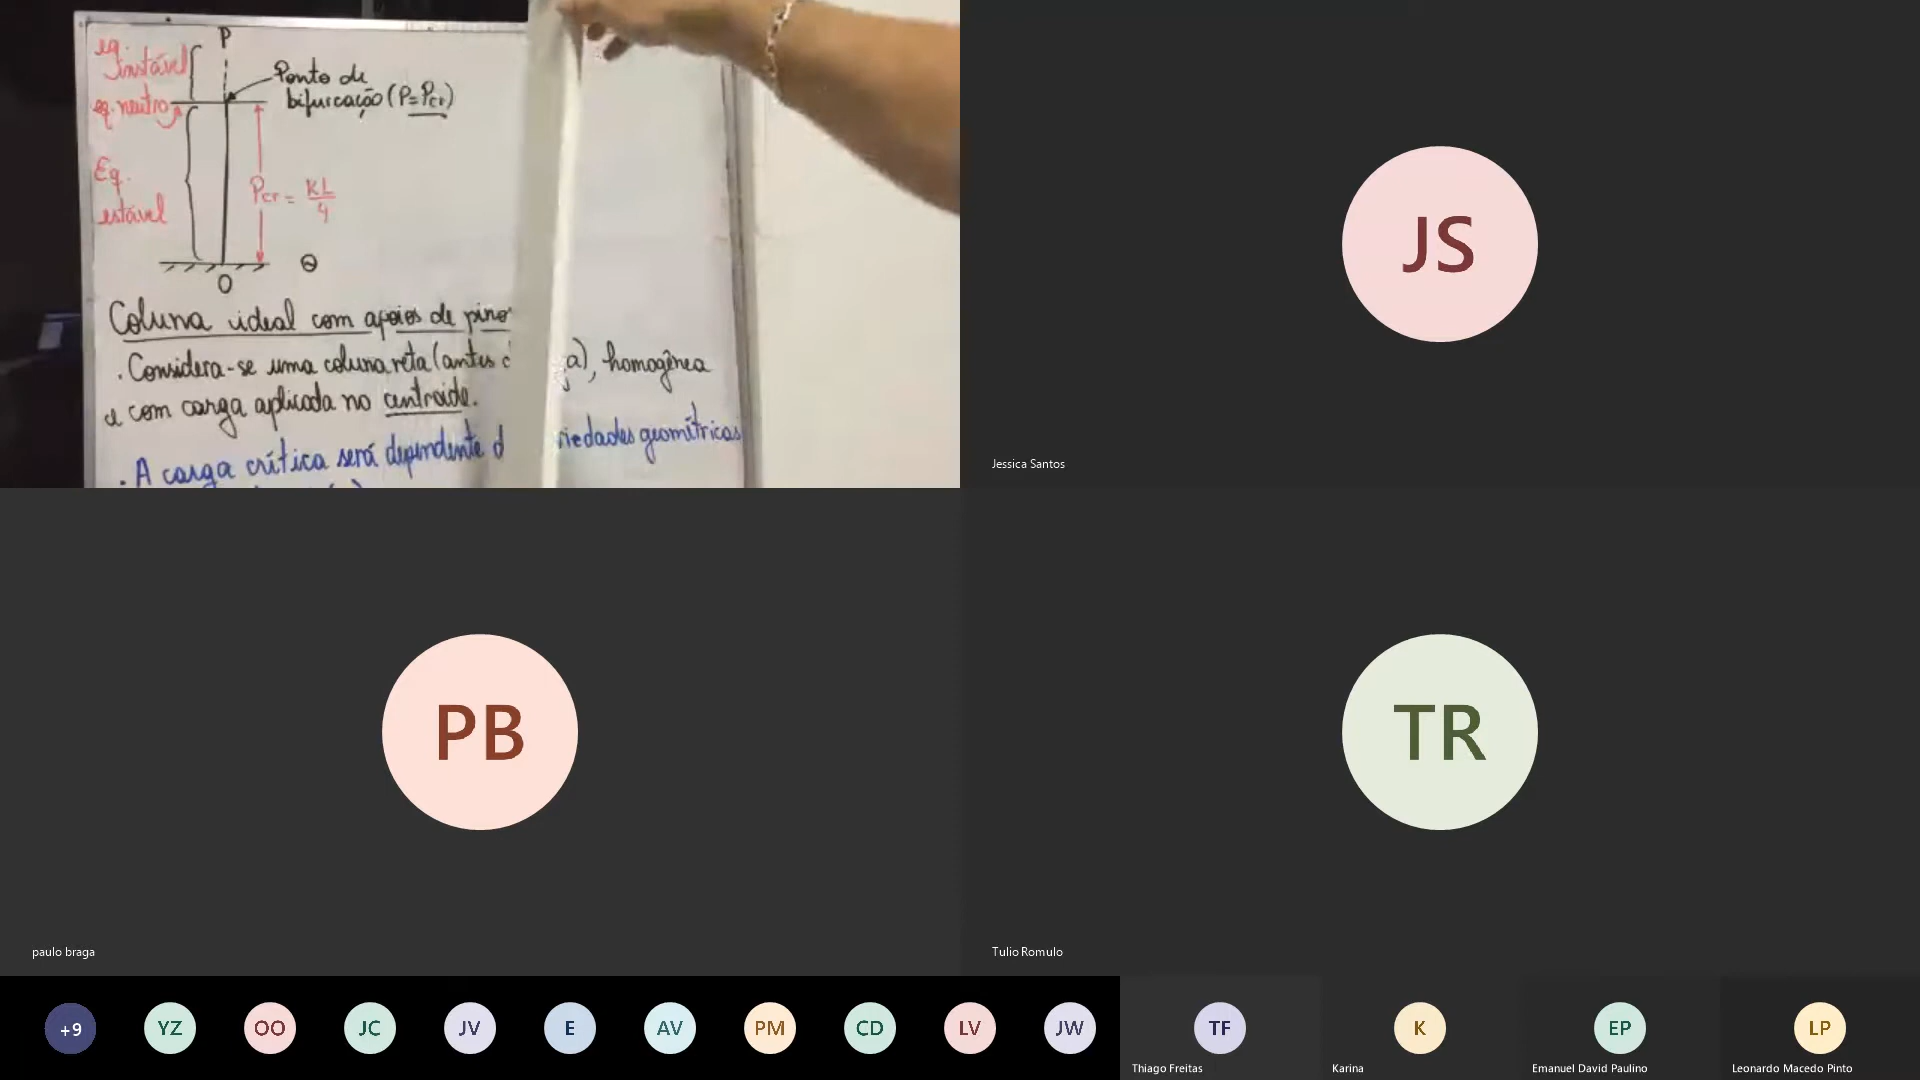 P
eq. instável
Ponto de
bifurcação (P=Pcr)
eq. neutro
Eq.
estável
Pcr = KL
4
Θ
O
Coluna ideal com apoios de pinos
. Considera-se uma coluna reta (antes a), homogênea
e com carga aplicada no centroide.
. A carga crítica será dependente d riedades geométricas
JS
Jessica Santos
PB
paulo braga
TR
Tulio Romulo
+9
YZ
OO
JC
JV
E
AV
PM
CD
LV
JW
TF
Thiago Freitas
K
Karina
EP
Emanuel David Paulino
LP
Leonardo Macedo Pinto